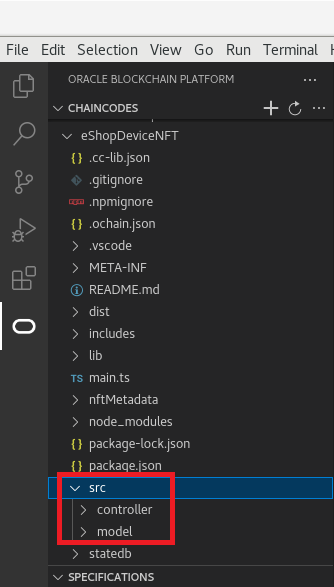 File Edit Selection View Go Run Terminal
ORACLE BLOCKCHAIN PLATFORM
CHAINCODES
eShopDeviceNFT
{} .cc-lib.json
.gitignore
npm .npmignore
{} .ochain.json
.vscode
META-INF
README.md
dist
includes
lib
TS main.ts
nftMetadata
node_modules
{} package-lock.json
{} package.json
src
controller
model
statedb
SPECIFICATIONS